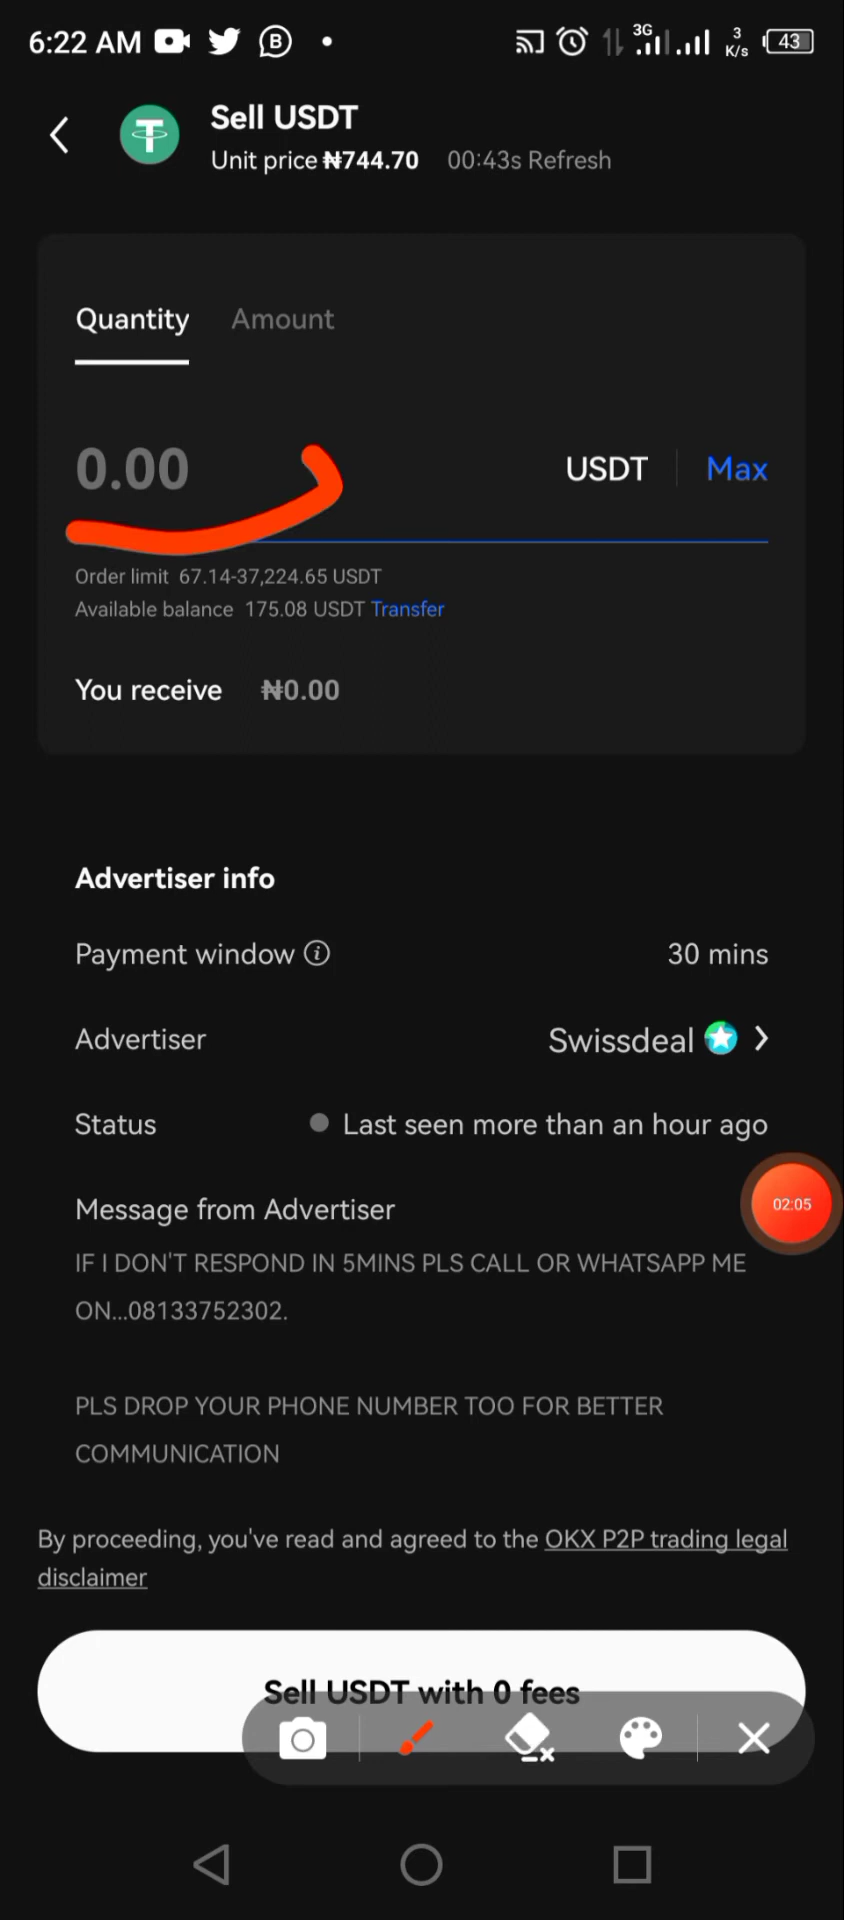 6:22 AM
3G
3
K/s
43
Sell USDT
Unit price ₦744.70 00:43s Refresh
Quantity Amount
0.00 USDT Max
Order limit 67.14-37,224.65 USDT
Available balance 175.08 USDT Transfer
You receive ₦0.00
Advertiser info
Payment window 30 mins
Advertiser Swissdeal
Status Last seen more than an hour ago
02:05
Message from Advertiser
IF I DON'T RESPOND IN 5MINS PLS CALL OR WHATSAPP ME
ON...08133752302.
PLS DROP YOUR PHONE NUMBER TOO FOR BETTER
COMMUNICATION
By proceeding, you've read and agreed to the OKX P2P trading legal
disclaimer
Sell USDT with 0 fees